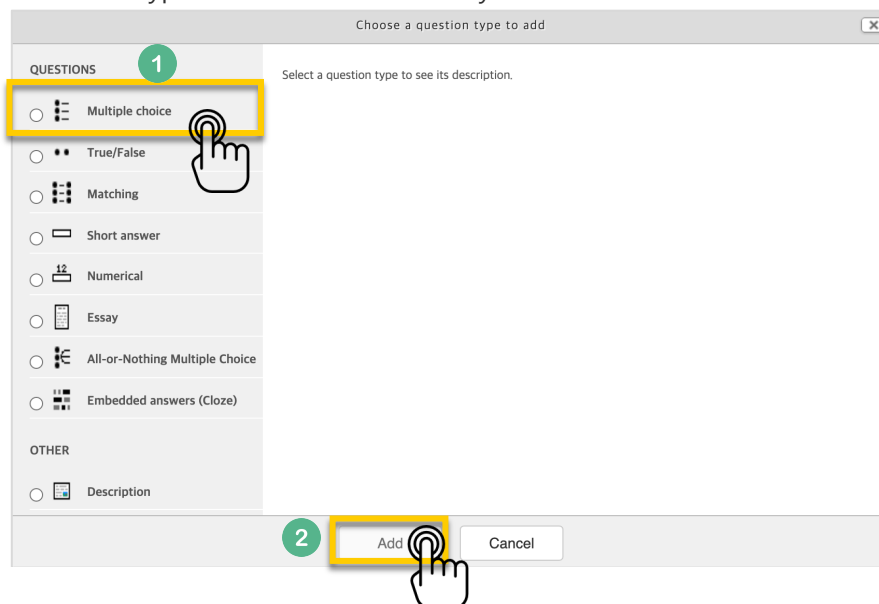 Choose a question type to add
X
QUESTIONS
1
Select a question type to see its description.
Multiple choice
True/False
Matching
Short answer
12
Numerical
Essay
All-or-Nothing Multiple Choice
Embedded answers (Cloze)
OTHER
Description
2
Add
Cancel